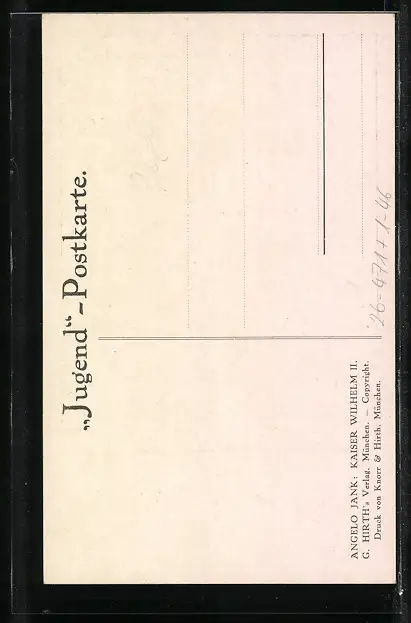 „Jugend“-Postkarte.
ANGELO JANK: KAISER WILHELM II.
G. HIRTH's Verlag, München. — Copyright.
Druck von Knorr & Hirth, München.
26-471+1-46